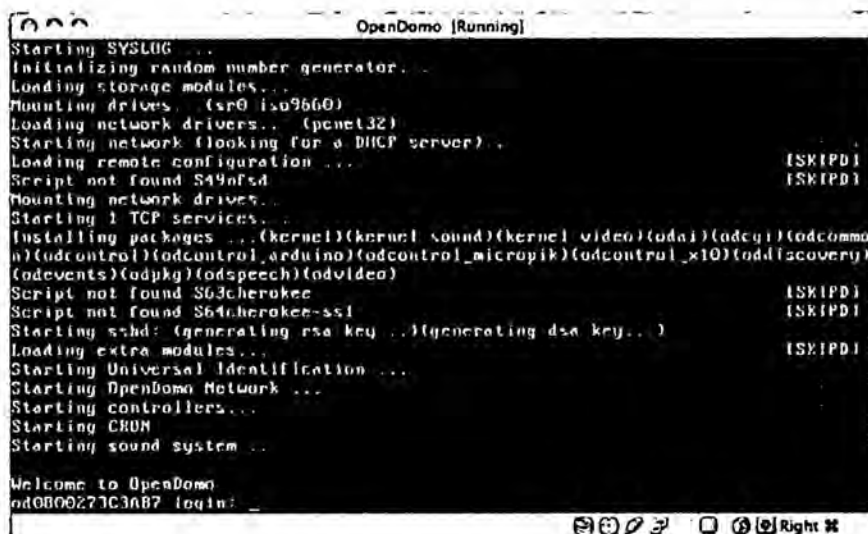 OpenDomo [Running]
Starting SYSLOG ...
Initializing random number generator...
Loading storage modules...
Mounting drives.. (sr0 iso9660)
Loading network drivers.. (pcnet32)
Starting network (looking for a DHCP server)..
Loading remote configuration .... [SKIPD]
Script not found S49nfsd [SKIPD]
Mounting network drives..
Starting 1 TCP services...
Installing packages ...(kernel)(kernel_sound)(kernel_video)(odai)(odcgi)(odcommo
n)(odcontrol)(odcontrol_arduino)(odcontrol_micropik)(odcontrol_x10)(oddiscovery)
(odevents)(odpkg)(odspeech)(odvideo)
Script not found S63cherokee [SKIPD]
Script not found S64cherokee-ssl [SKIPD]
Starting sshd: (generating rsa key ..)(generating dsa key.. )
Loading extra modules... [SKIPD]
Starting Universal Identification ...
Starting OpenDomo Network ...
Starting controllers...
Starting CRON
Starting sound system ..
Welcome to OpenDomo
od0800273C3AB7 login: _
Right ⌘